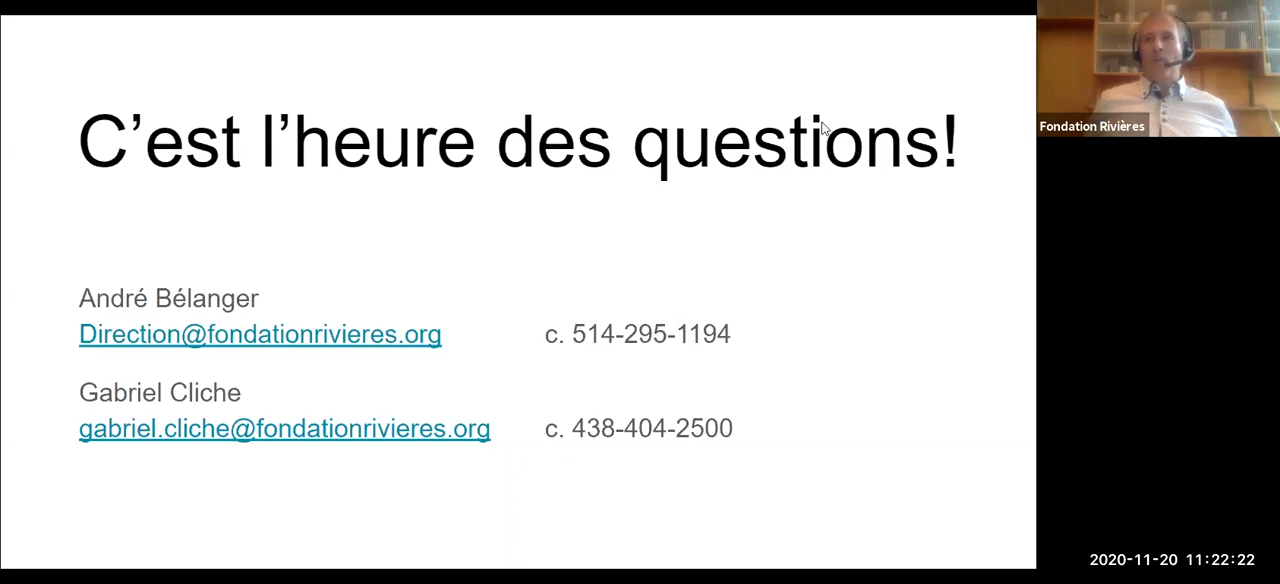 C’est l’heure des questions!
André Bélanger
Direction@fondationrivieres.org c. 514-295-1194
Gabriel Cliche
gabriel.cliche@fondationrivieres.org c. 438-404-2500
Fondation Rivières
2020-11-20 11:22:22